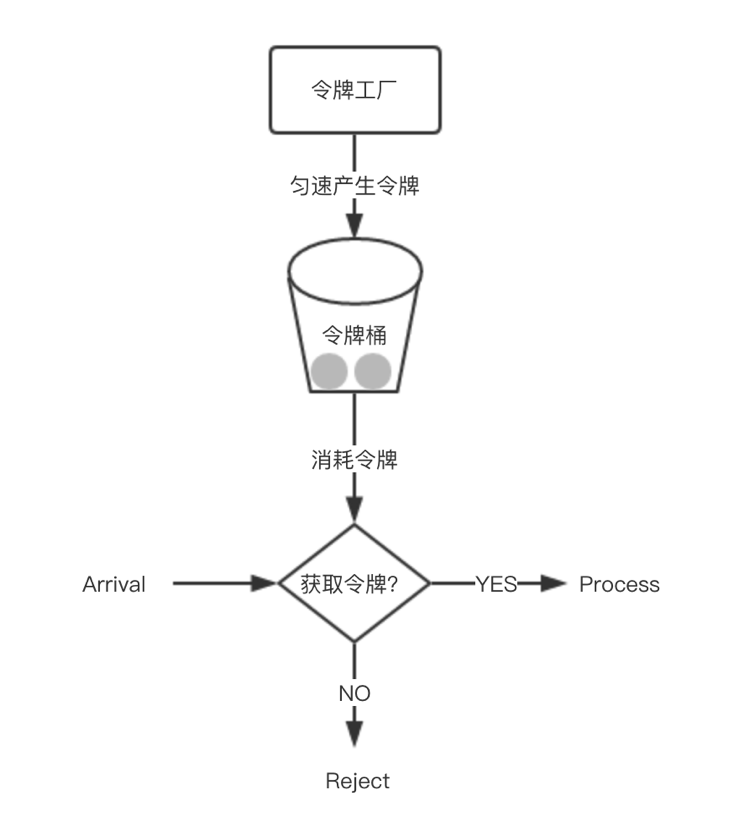 令牌工厂
匀速产生令牌
令牌桶
消耗令牌
Arrival
获取令牌?
YES
Process
NO
Reject